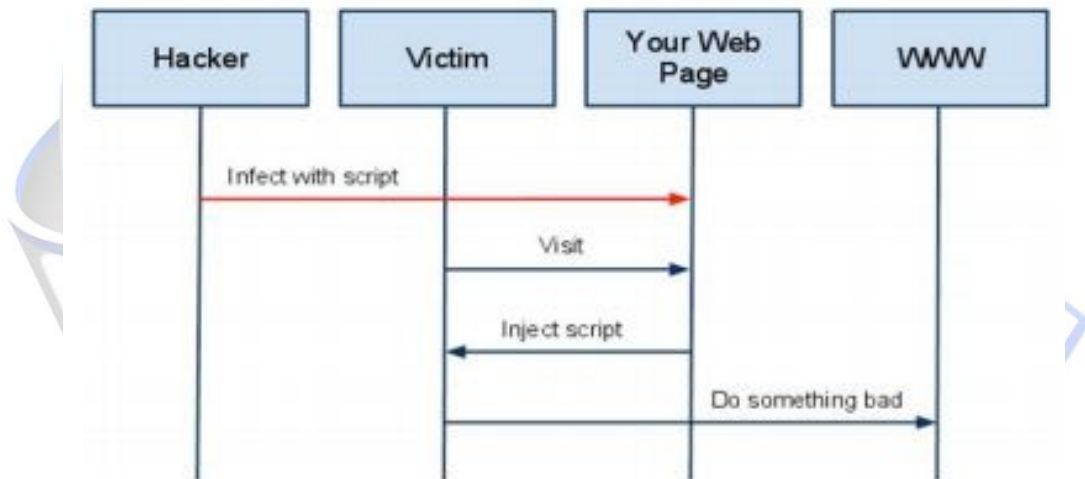 Hacker
Victim
Your Web
Page
WWW
Infect with script
Visit
Inject script
Do something bad